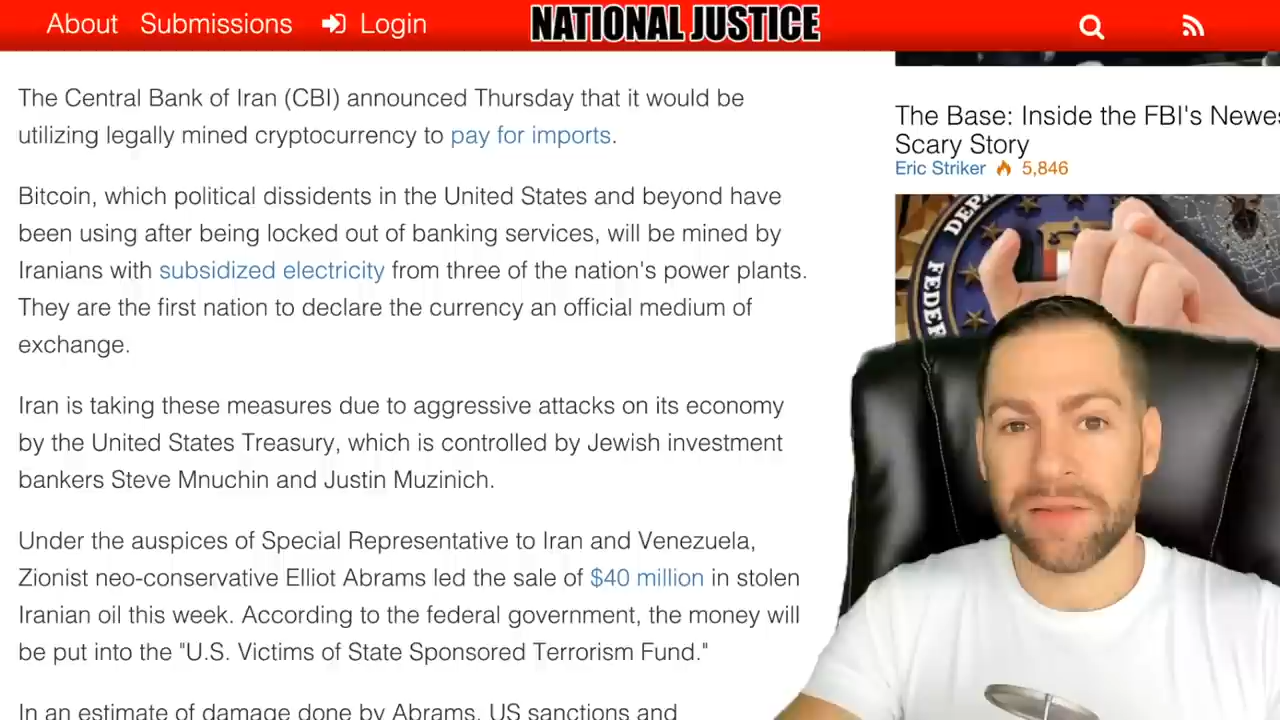 About Submissions Login NATIONAL JUSTICE
The Central Bank of Iran (CBI) announced Thursday that it would be
utilizing legally mined cryptocurrency to pay for imports.
Bitcoin, which political dissidents in the United States and beyond have
been using after being locked out of banking services, will be mined by
Iranians with subsidized electricity from three of the nation's power plants.
They are the first nation to declare the currency an official medium of
exchange.
Iran is taking these measures due to aggressive attacks on its economy
by the United States Treasury, which is controlled by Jewish investment
bankers Steve Mnuchin and Justin Muzinich.
Under the auspices of Special Representative to Iran and Venezuela,
Zionist neo-conservative Elliot Abrams led the sale of $40 million in stolen
Iranian oil this week. According to the federal government, the money will
be put into the "U.S. Victims of State Sponsored Terrorism Fund."
In an estimate of damage done by Abrams, US sanctions and
The Base: Inside the FBI's Newes
Scary Story
Eric Striker 5,846
DEPA
FEDER